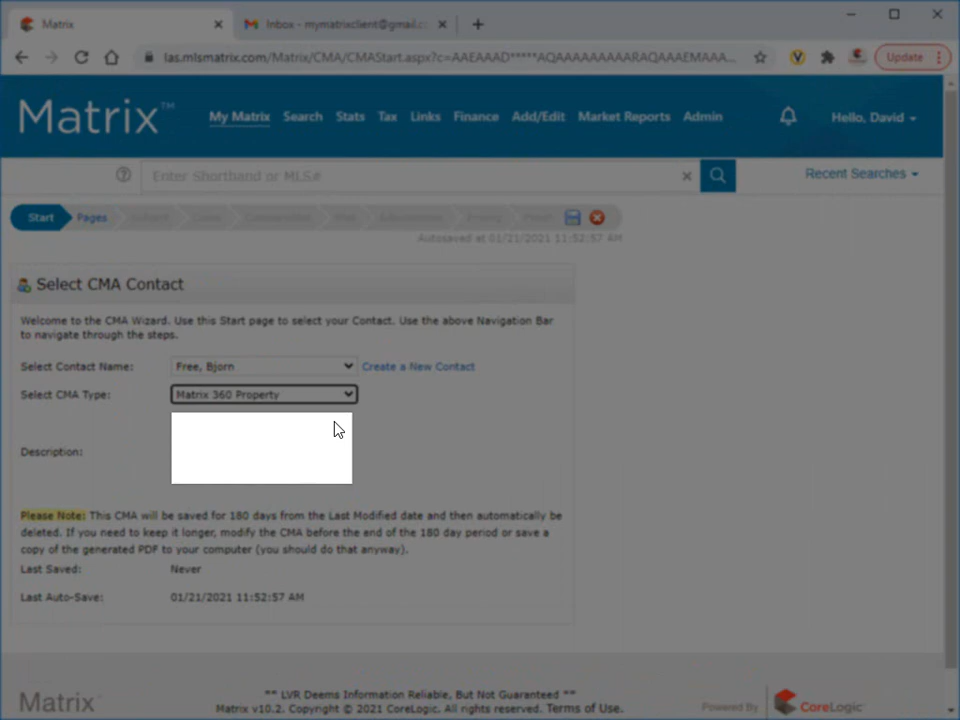 Matrix
Inbox - mymatrixclient@gmail.c
las.mlsmatrix.com/Matrix/CMA/CMAStart.aspx?c=AAEAAAD*****AQAAAAAAAAARAQAAAEMAAA...
Update
Matrix™
My Matrix Search Stats Tax Links Finance Add/Edit Market Reports Admin
Hello, David
Enter Shorthand or MLS#
Recent Searches
Start Pages
Autosaved at 01/21/2021 11:52:57 AM
Select CMA Contact
Welcome to the CMA Wizard. Use this Start page to select your Contact. Use the above Navigation Bar
to navigate through the steps.
Select Contact Name: Free, Bjorn Create a New Contact
Select CMA Type: Matrix 360 Property
Description:
Please Note: This CMA will be saved for 180 days from the Last Modified date and then automatically be
deleted. If you need to keep it longer, modify the CMA before the end of the 180 day period or save a
copy of the generated PDF to your computer (you should do that anyway).
Last Saved: Never
Last Auto-Save: 01/21/2021 11:52:57 AM
Matrix™
** LVR Deems Information Reliable, But Not Guaranteed **
Matrix v10.2. Copyright © 2021 CoreLogic. All rights reserved. Terms of Use.
Powered By CoreLogic